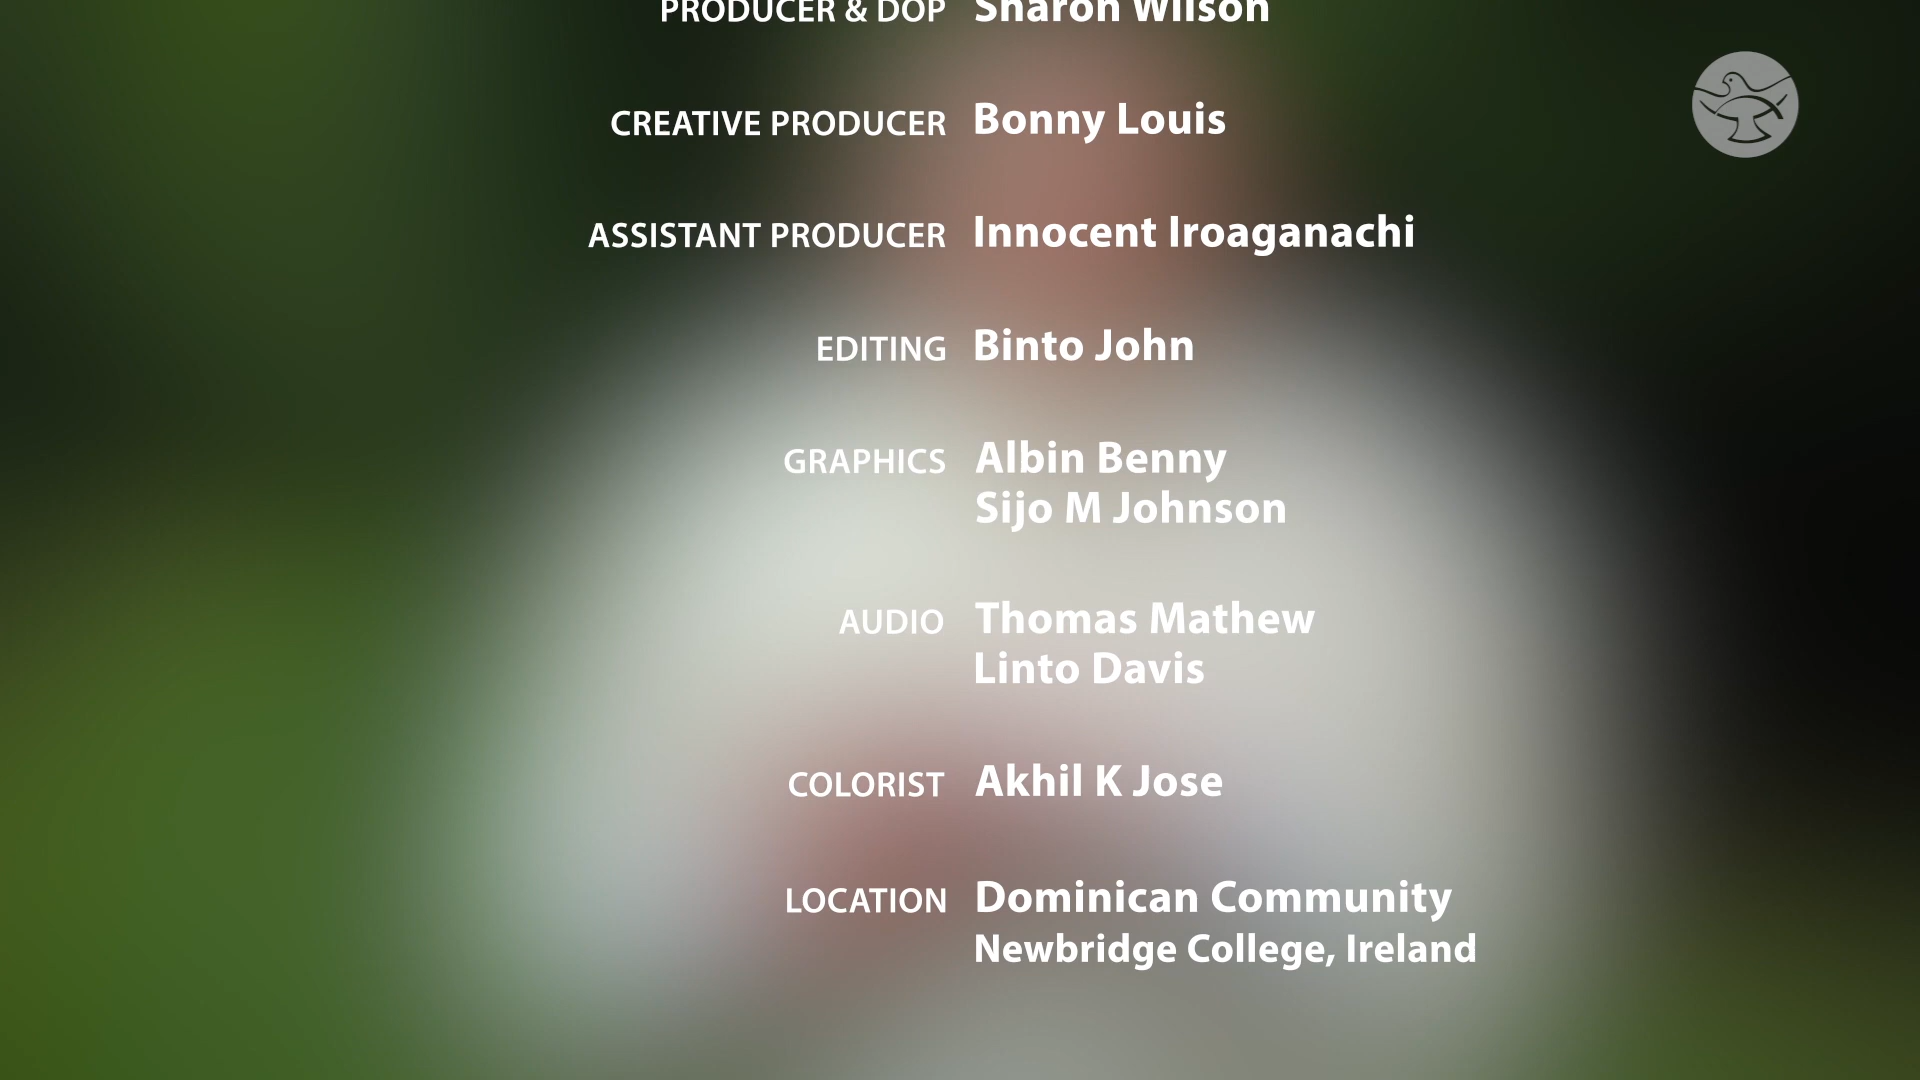 PRODUCER & DOP Sharon Wilson
CREATIVE PRODUCER Bonny Louis
ASSISTANT PRODUCER Innocent Iroaganachi
EDITING Binto John
GRAPHICS Albin Benny
Sijo M Johnson
AUDIO Thomas Mathew
Linto Davis
COLORIST Akhil K Jose
LOCATION Dominican Community
Newbridge College, Ireland